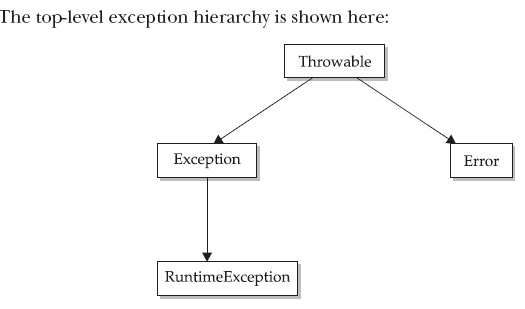 The top-level exception hierarchy is shown here:
Throwable
Exception
Error
RuntimeException